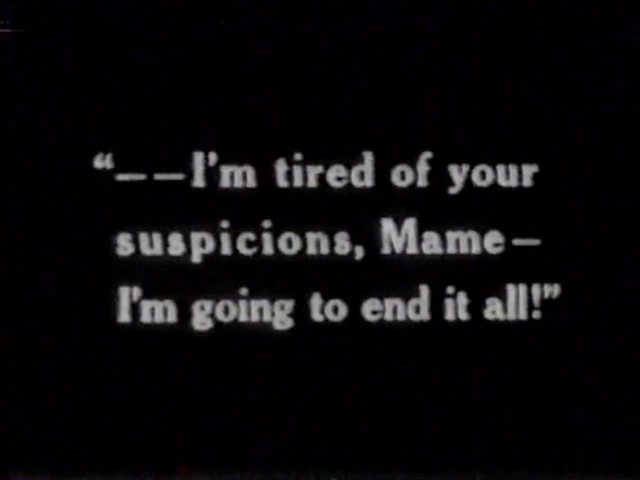 “——I'm tired of your
suspicions, Mame—
I'm going to end it all!”